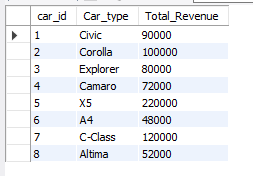 car_id Car_type Total_Revenue
1 Civic 90000
2 Corolla 100000
3 Explorer 80000
4 Camaro 72000
5 X5 220000
6 A4 48000
7 C-Class 120000
8 Altima 52000